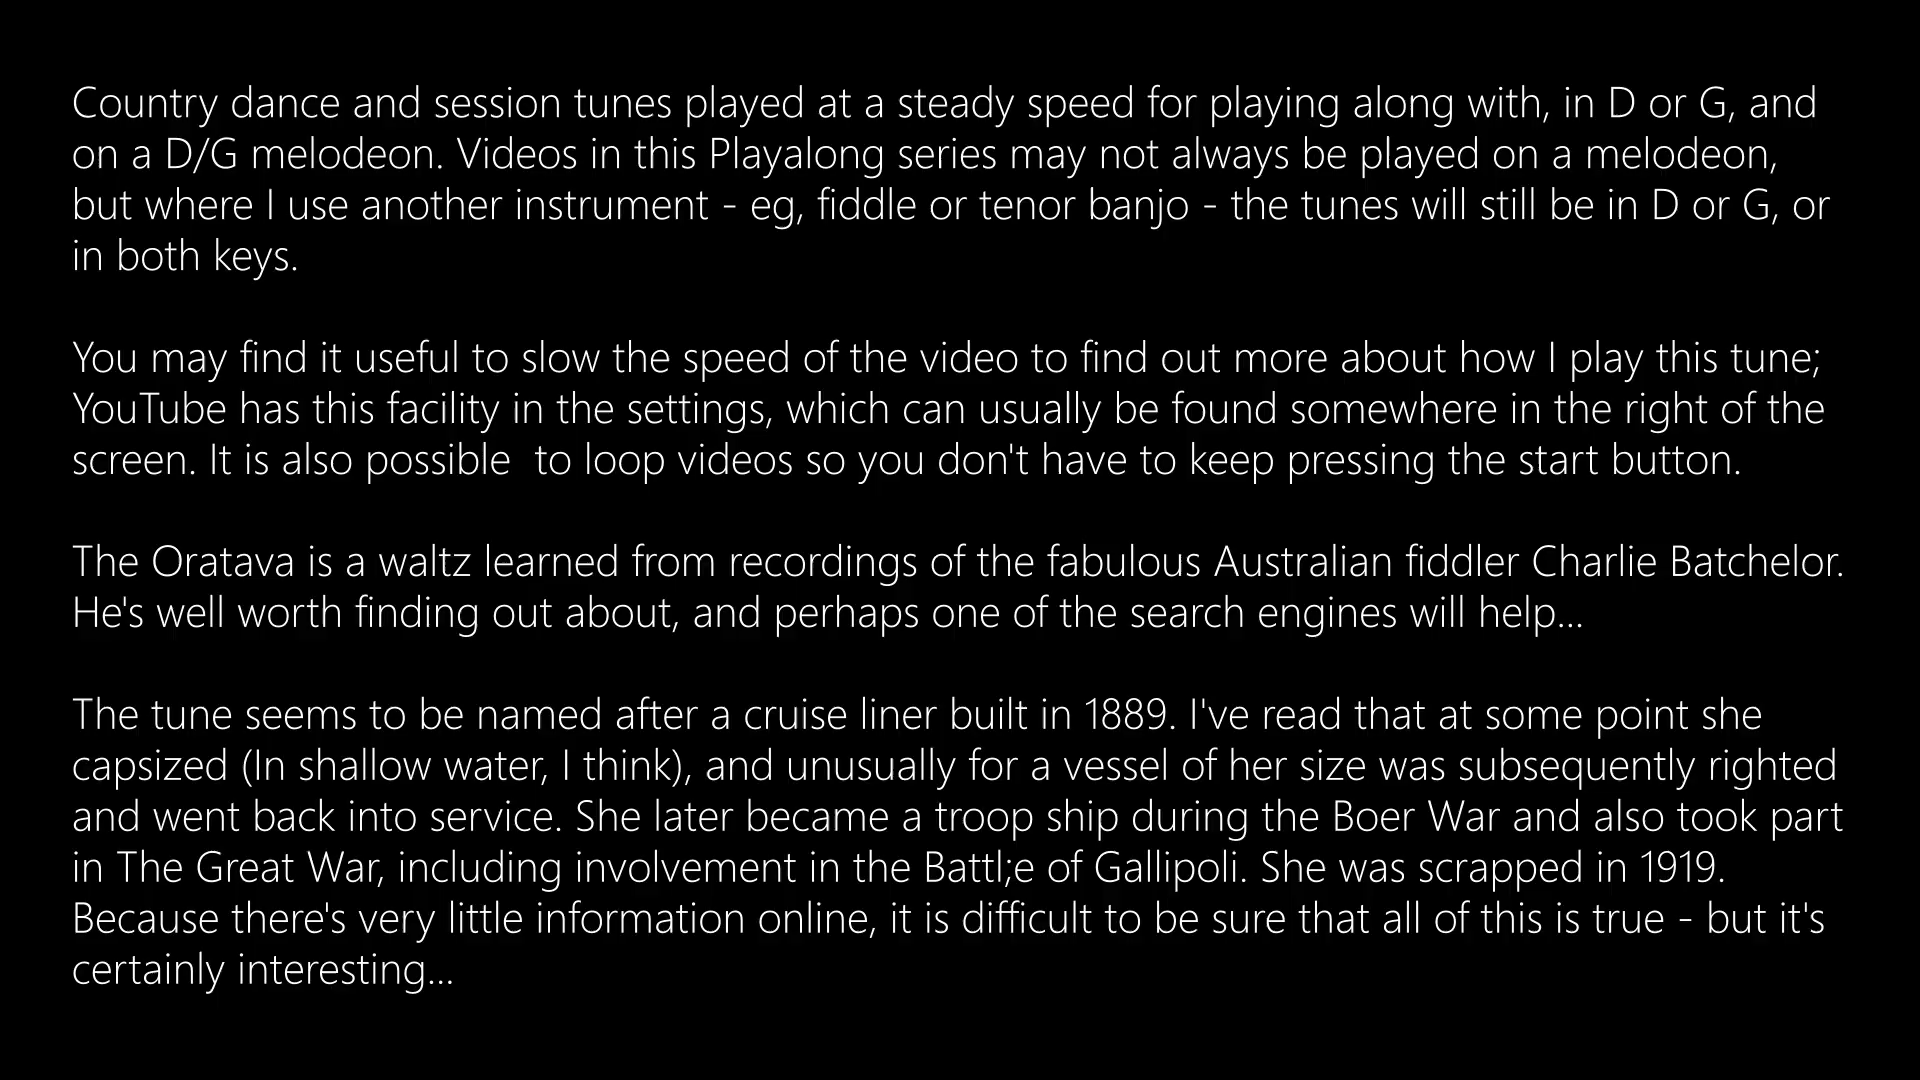 Country dance and session tunes played at a steady speed for playing along with, in D or G, and
on a D/G melodeon. Videos in this Playalong series may not always be played on a melodeon,
but where I use another instrument - eg, fiddle or tenor banjo - the tunes will still be in D or G, or
in both keys.
You may find it useful to slow the speed of the video to find out more about how I play this tune;
YouTube has this facility in the settings, which can usually be found somewhere in the right of the
screen. It is also possible  to loop videos so you don't have to keep pressing the start button.
The Oratava is a waltz learned from recordings of the fabulous Australian fiddler Charlie Batchelor.
He's well worth finding out about, and perhaps one of the search engines will help...
The tune seems to be named after a cruise liner built in 1889. I've read that at some point she
capsized (In shallow water, I think), and unusually for a vessel of her size was subsequently righted
and went back into service. She later became a troop ship during the Boer War and also took part
in The Great War, including involvement in the Battl;e of Gallipoli. She was scrapped in 1919.
Because there's very little information online, it is difficult to be sure that all of this is true - but it's
certainly interesting...